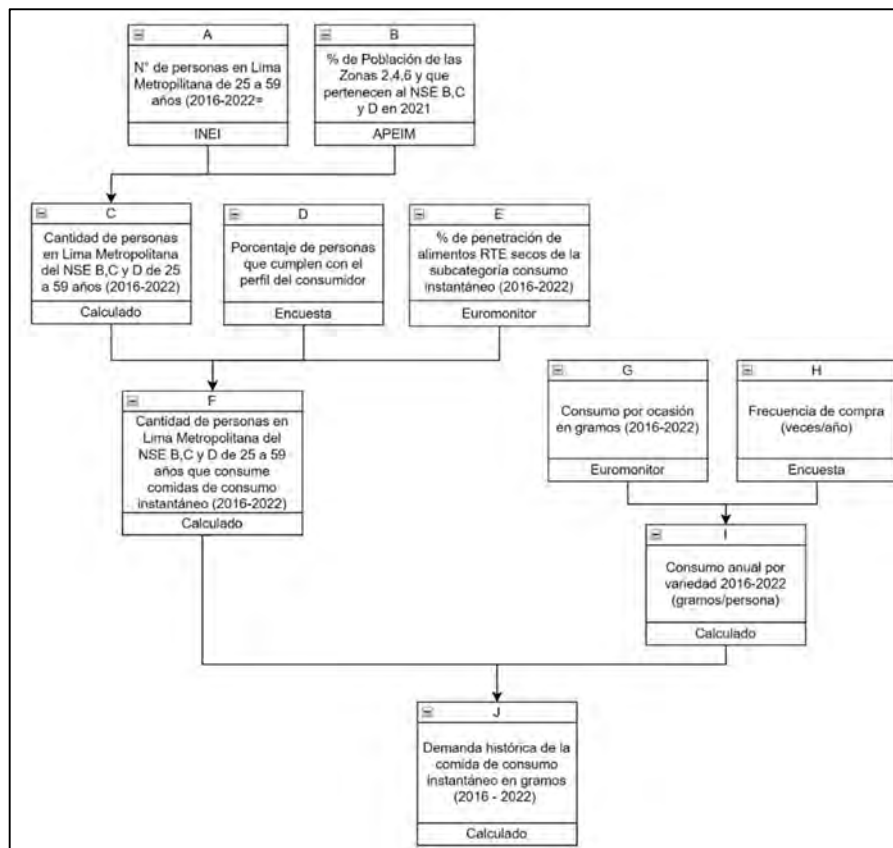 A
N° de personas en Lima
Metropilitana de 25 a 59
años (2016-2022=
INEI
B
% de Población de las
Zonas 2,4,6 y que
pertenecen al NSE B,C
y D en 2021
APEIM
C
Cantidad de personas
en Lima Metropolitana
del NSE B,C y D de 25
a 59 años (2016-2022)
Calculado
D
Porcentaje de personas
que cumplen con el
perfil del consumidor
Encuesta
E
% de penetración de
alimentos RTE secos de la
subcategoría consumo
instantáneo (2016-2022)
Euromonitor
F
Cantidad de personas en
Lima Metropolitana del
NSE B,C y D de 25 a 59
años que consume
comidas de consumo
instantáneo (2016-2022)
Calculado
G
Consumo por ocasión
en gramos (2016-2022)
Euromonitor
H
Frecuencia de compra
(veces/año)
Encuesta
I
Consumo anual por
variedad 2016-2022
(gramos/persona)
Calculado
J
Demanda histórica de la
comida de consumo
instantáneo en gramos
(2016 - 2022)
Calculado